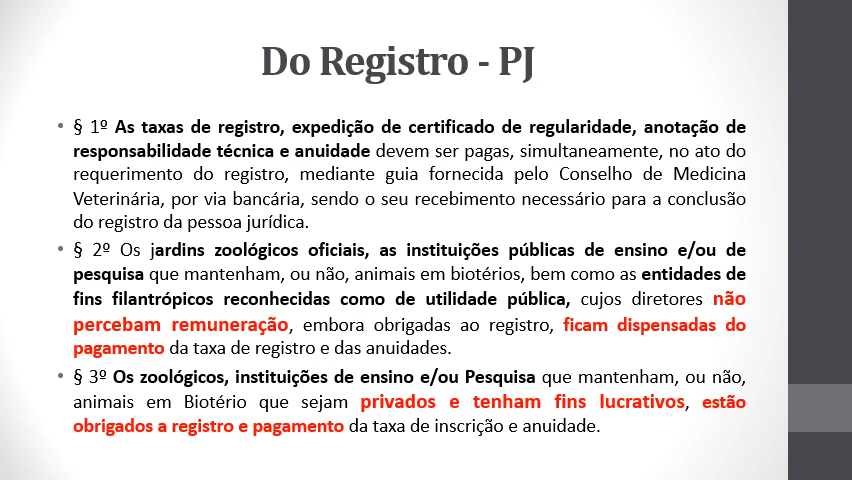 Do Registro - PJ
• § 1º As taxas de registro, expedição de certificado de regularidade, anotação de
responsabilidade técnica e anuidade devem ser pagas, simultaneamente, no ato do
requerimento do registro, mediante guia fornecida pelo Conselho de Medicina
Veterinária, por via bancária, sendo o seu recebimento necessário para a conclusão
do registro da pessoa jurídica.
• § 2º Os jardins zoológicos oficiais, as instituições públicas de ensino e/ou de
pesquisa que mantenham, ou não, animais em biotérios, bem como as entidades de
fins filantrópicos reconhecidas como de utilidade pública, cujos diretores não
percebam remuneração, embora obrigadas ao registro, ficam dispensadas do
pagamento da taxa de registro e das anuidades.
• § 3º Os zoológicos, instituições de ensino e/ou Pesquisa que mantenham, ou não,
animais em Biotério que sejam privados e tenham fins lucrativos, estão
obrigados a registro e pagamento da taxa de inscrição e anuidade.